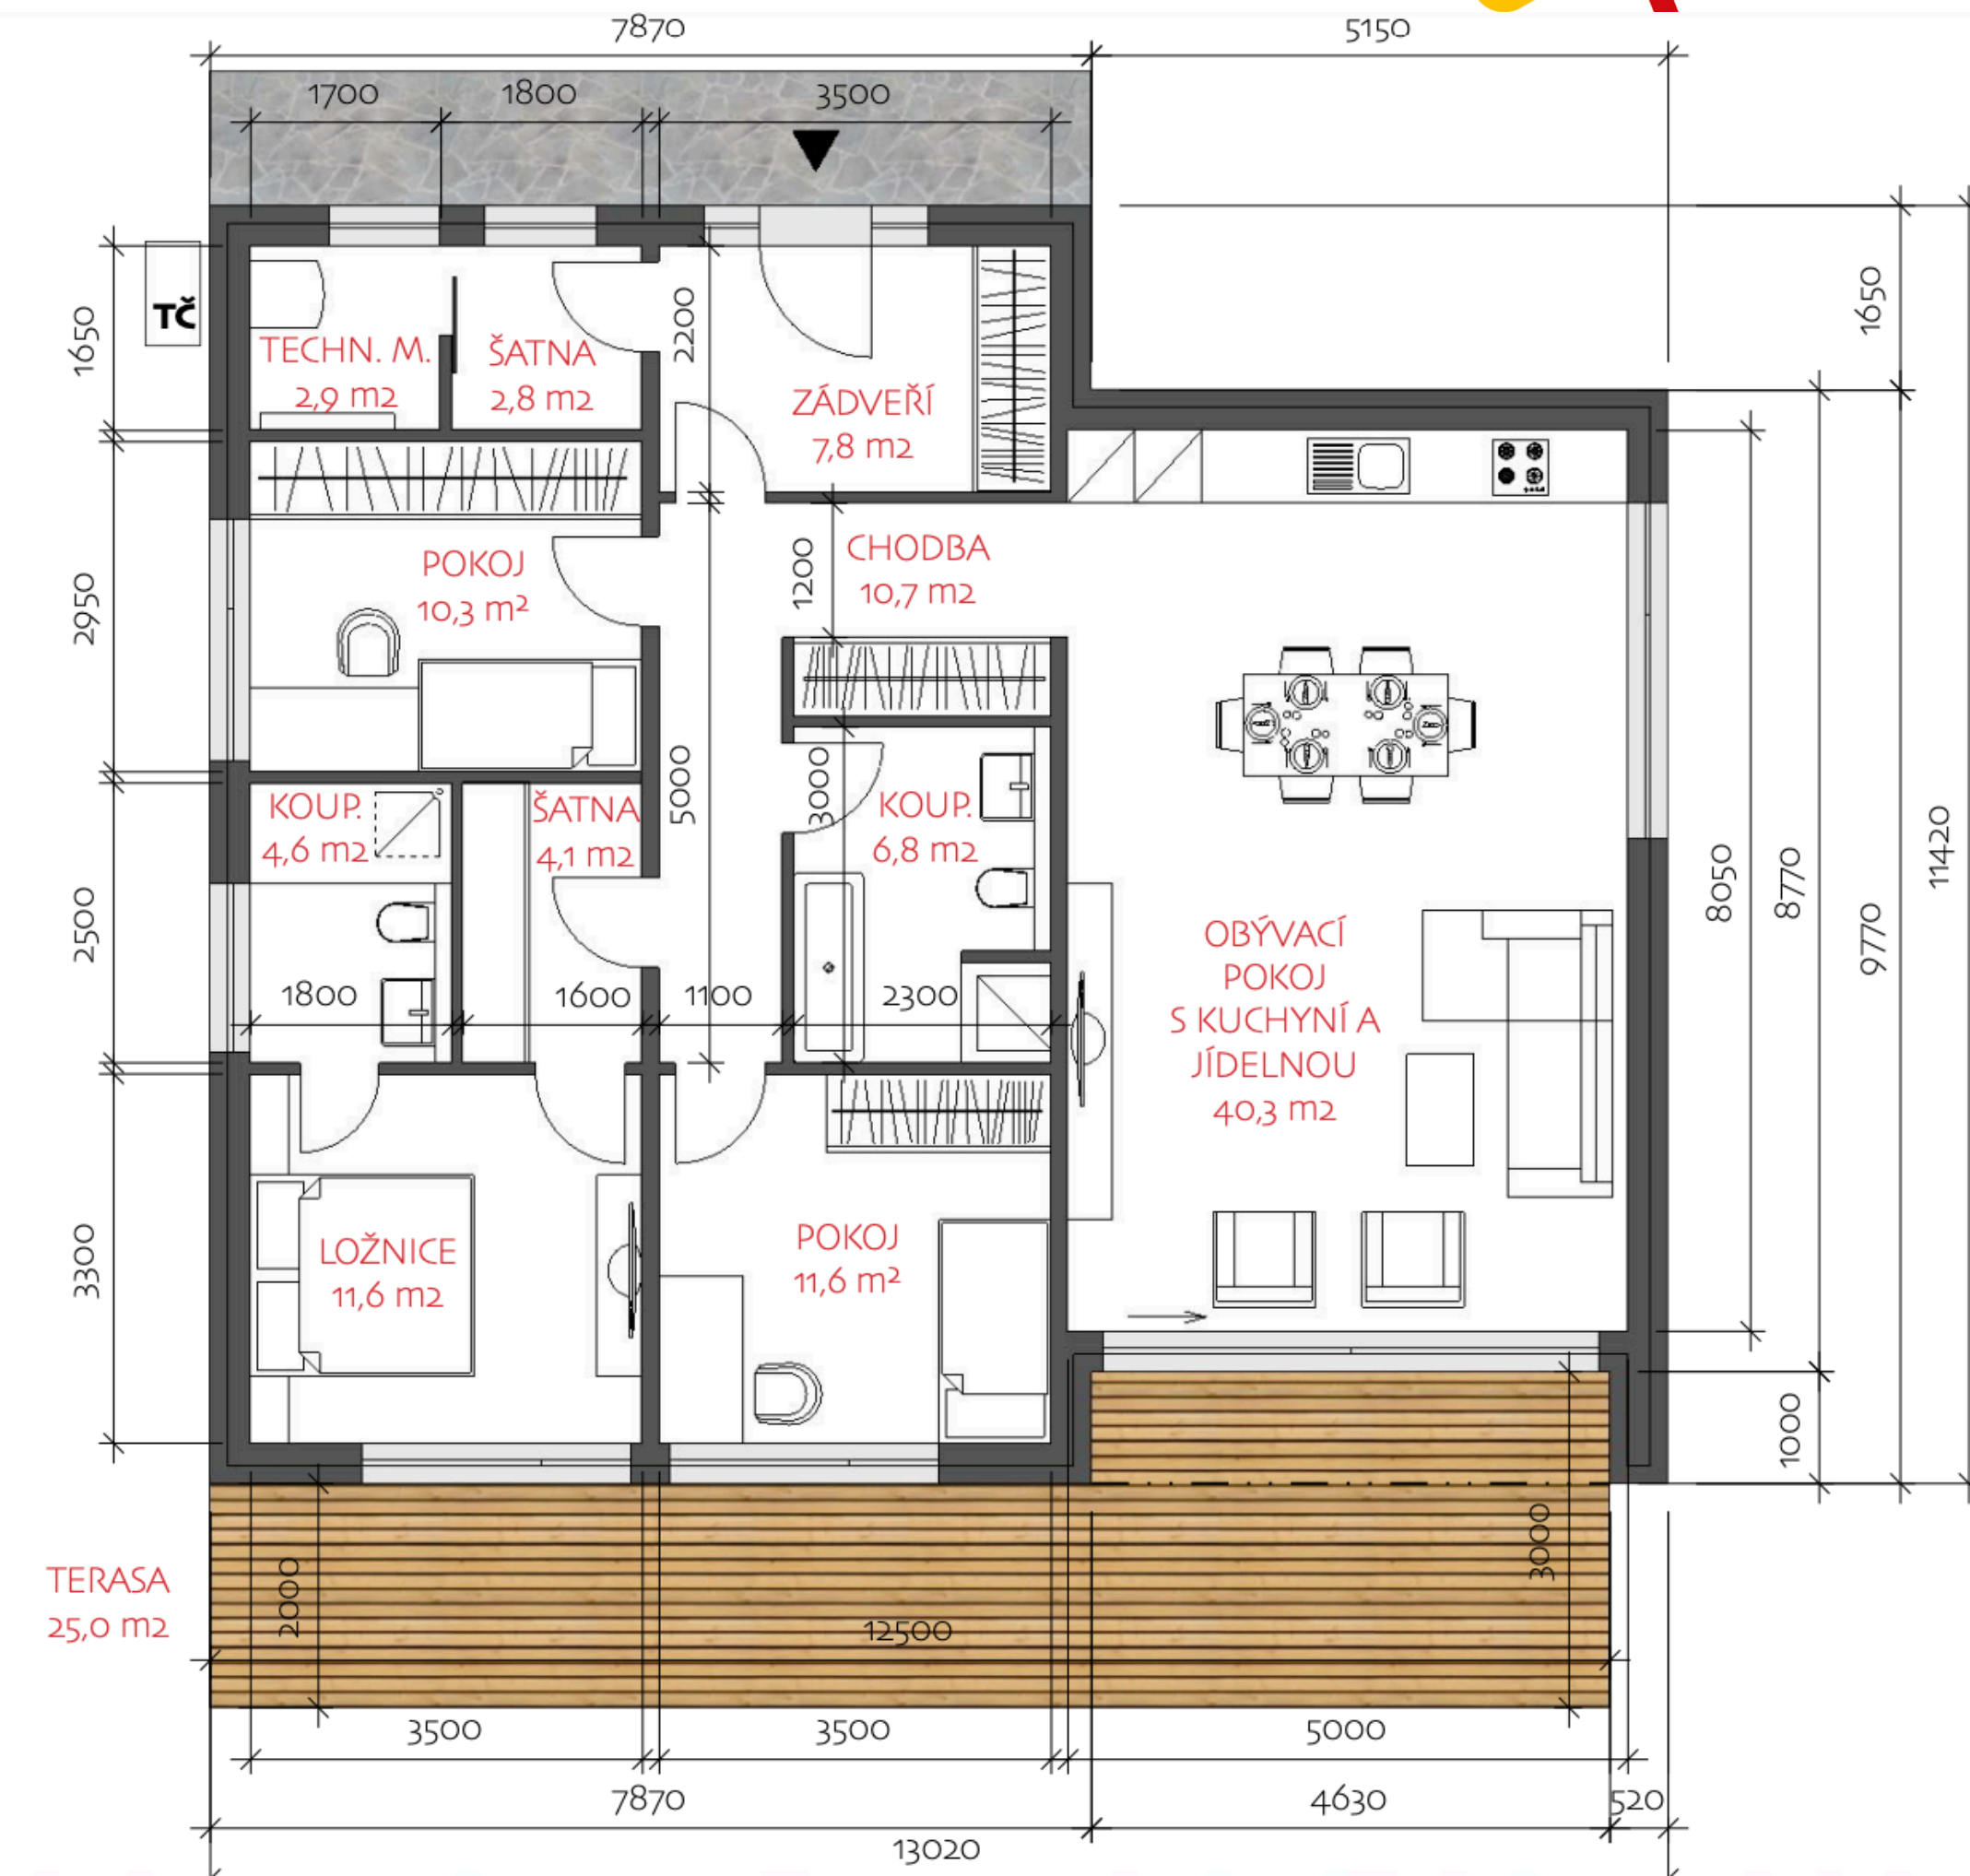 7870
5150
1700
1800
3500
TČ
1650
TECHN. M.
2,9 m2
ŠATNA
2,8 m2
2200
ZÁDVEŘÍ
7,8 m2
1650
2950
POKOJ
10,3 m²
1200
CHODBA
10,7 m2
KOUP.
4,6 m2
ŠATNA
4,1 m2
5000
3000
KOUP.
6,8 m2
8050
8770
9770
11420
2500
1800
1600
1100
2300
OBÝVACÍ
POKOJ
S KUCHYNÍ A
JÍDELNOU
40,3 m2
3300
LOŽNICE
11,6 m2
POKOJ
11,6 m²
1000
TERASA
25,0 m2
2000
12500
3000
3500
3500
5000
7870
4630
520
13020